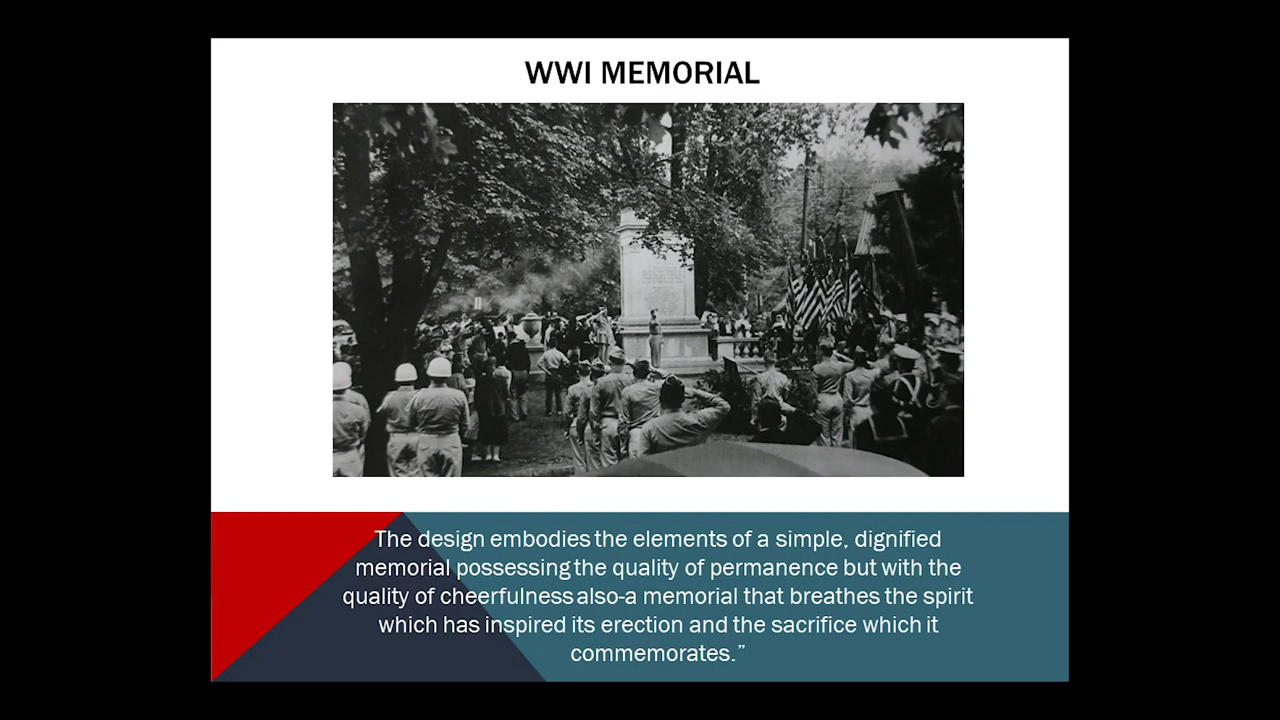 WWI MEMORIAL
The design embodies the elements of a simple, dignified
memorial possessing the quality of permanence but with the
quality of cheerfulness also-a memorial that breathes the spirit
which has inspired its erection and the sacrifice which it
commemorates.”